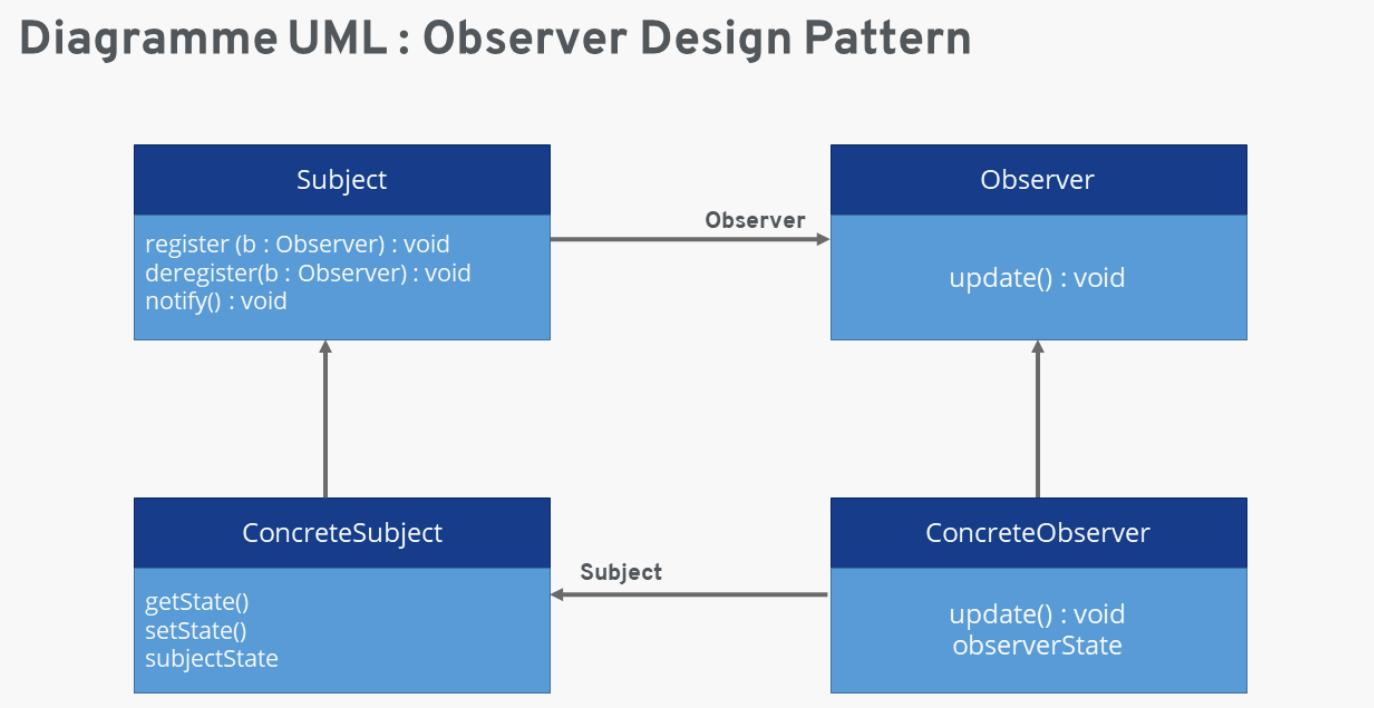 Diagramme UML : Observer Design Pattern
Subject
register (b : Observer) : void
deregister(b : Observer) : void
notify() : void
Observer
Observer
update() : void
ConcreteSubject
getState()
setState()
subjectState
Subject
ConcreteObserver
update() : void
observerState